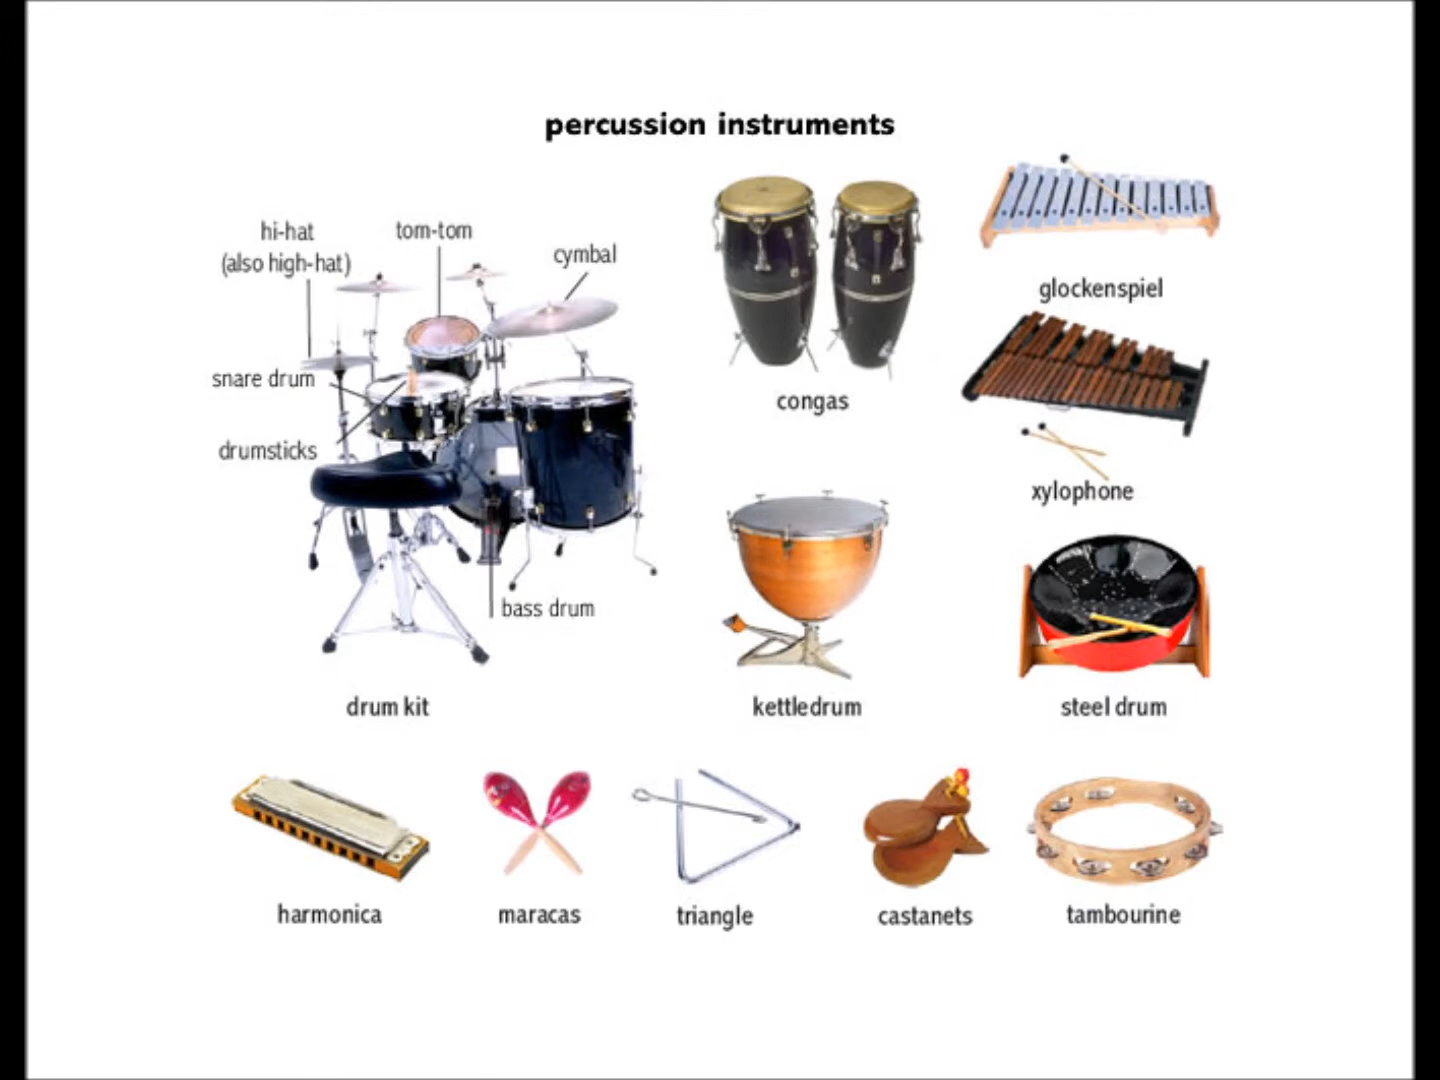 percussion instruments
hi-hat
(also high-hat)
tom-tom
cymbal
snare drum
drumsticks
bass drum
drum kit
congas
glockenspiel
xylophone
kettledrum
steel drum
harmonica
maracas
triangle
castanets
tambourine